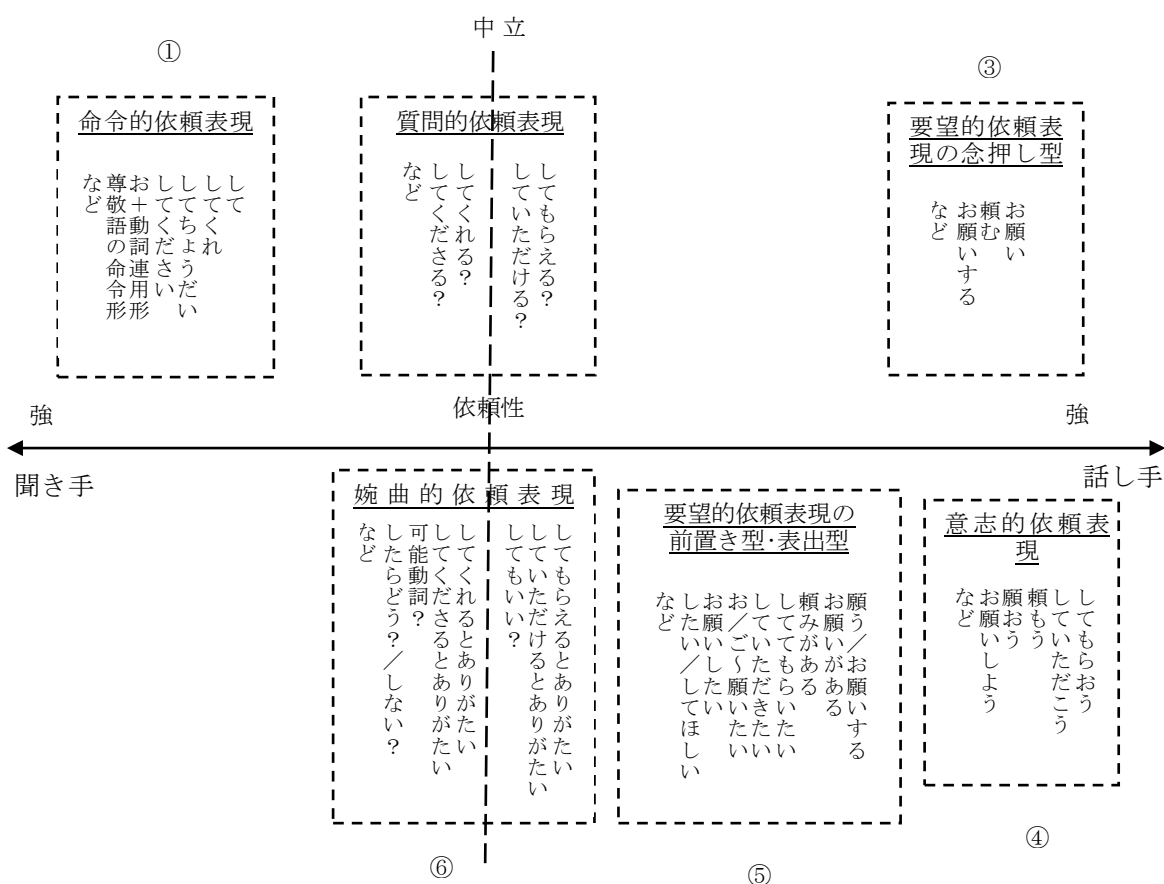 中 立
①
③
命令的依頼表現
して
してくれ
してちょうだい
してください
お＋動詞連用形
尊敬語の命令形
など
質問的依頼表現
してもらえる？
していただける？
してくれる？
してくださる？
など
要望的依頼表
現の念押し型
お願い
頼む
お願いする
など
強
依頼性
強
聞き手
話し手
婉曲的依頼表現
してもらえるとありがたい
していただけるとありがたい
してもいい？
してくれるとありがたい
してくださるとありがたい
可能動詞？
したらどう？／しない？
など
要望的依頼表現の
前置き型・表出型
願う／お願いする
お願いがある
頼みがある
しててもらいたい
していただきたい
お／ご～願いたい
お願いしたい
したい／してほしい
など
意志的依頼表
現
してもらおう
していただこう
頼もう
願おう
お願いしよう
など
④
⑥
⑤